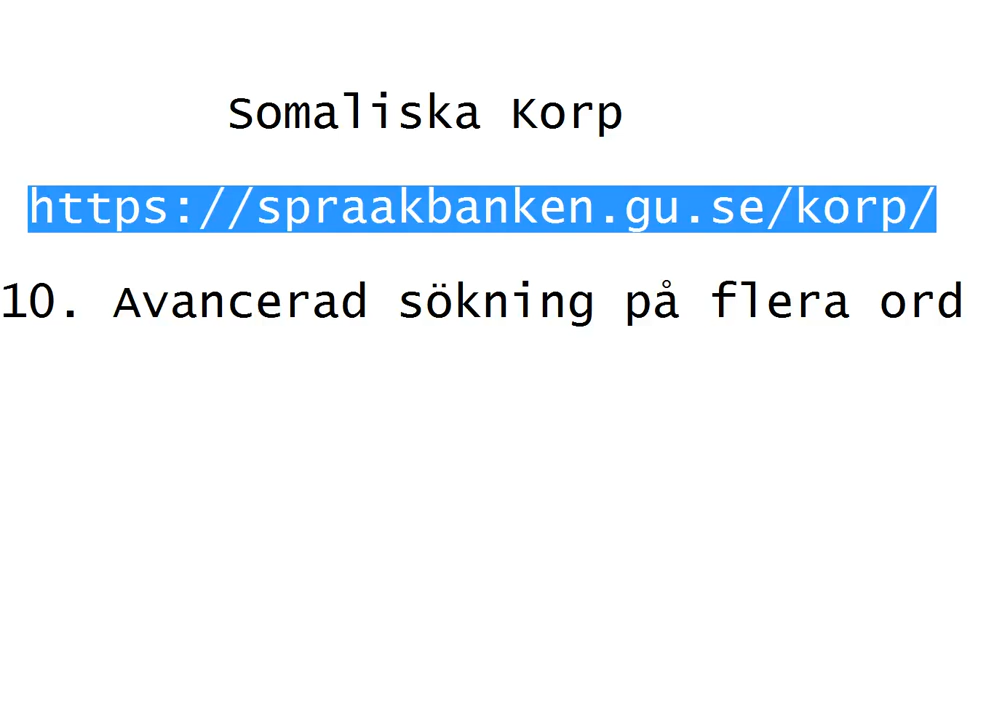 Somaliska Korp
https://spraakbanken.gu.se/korp/
10. Avancerad sökning på flera ord